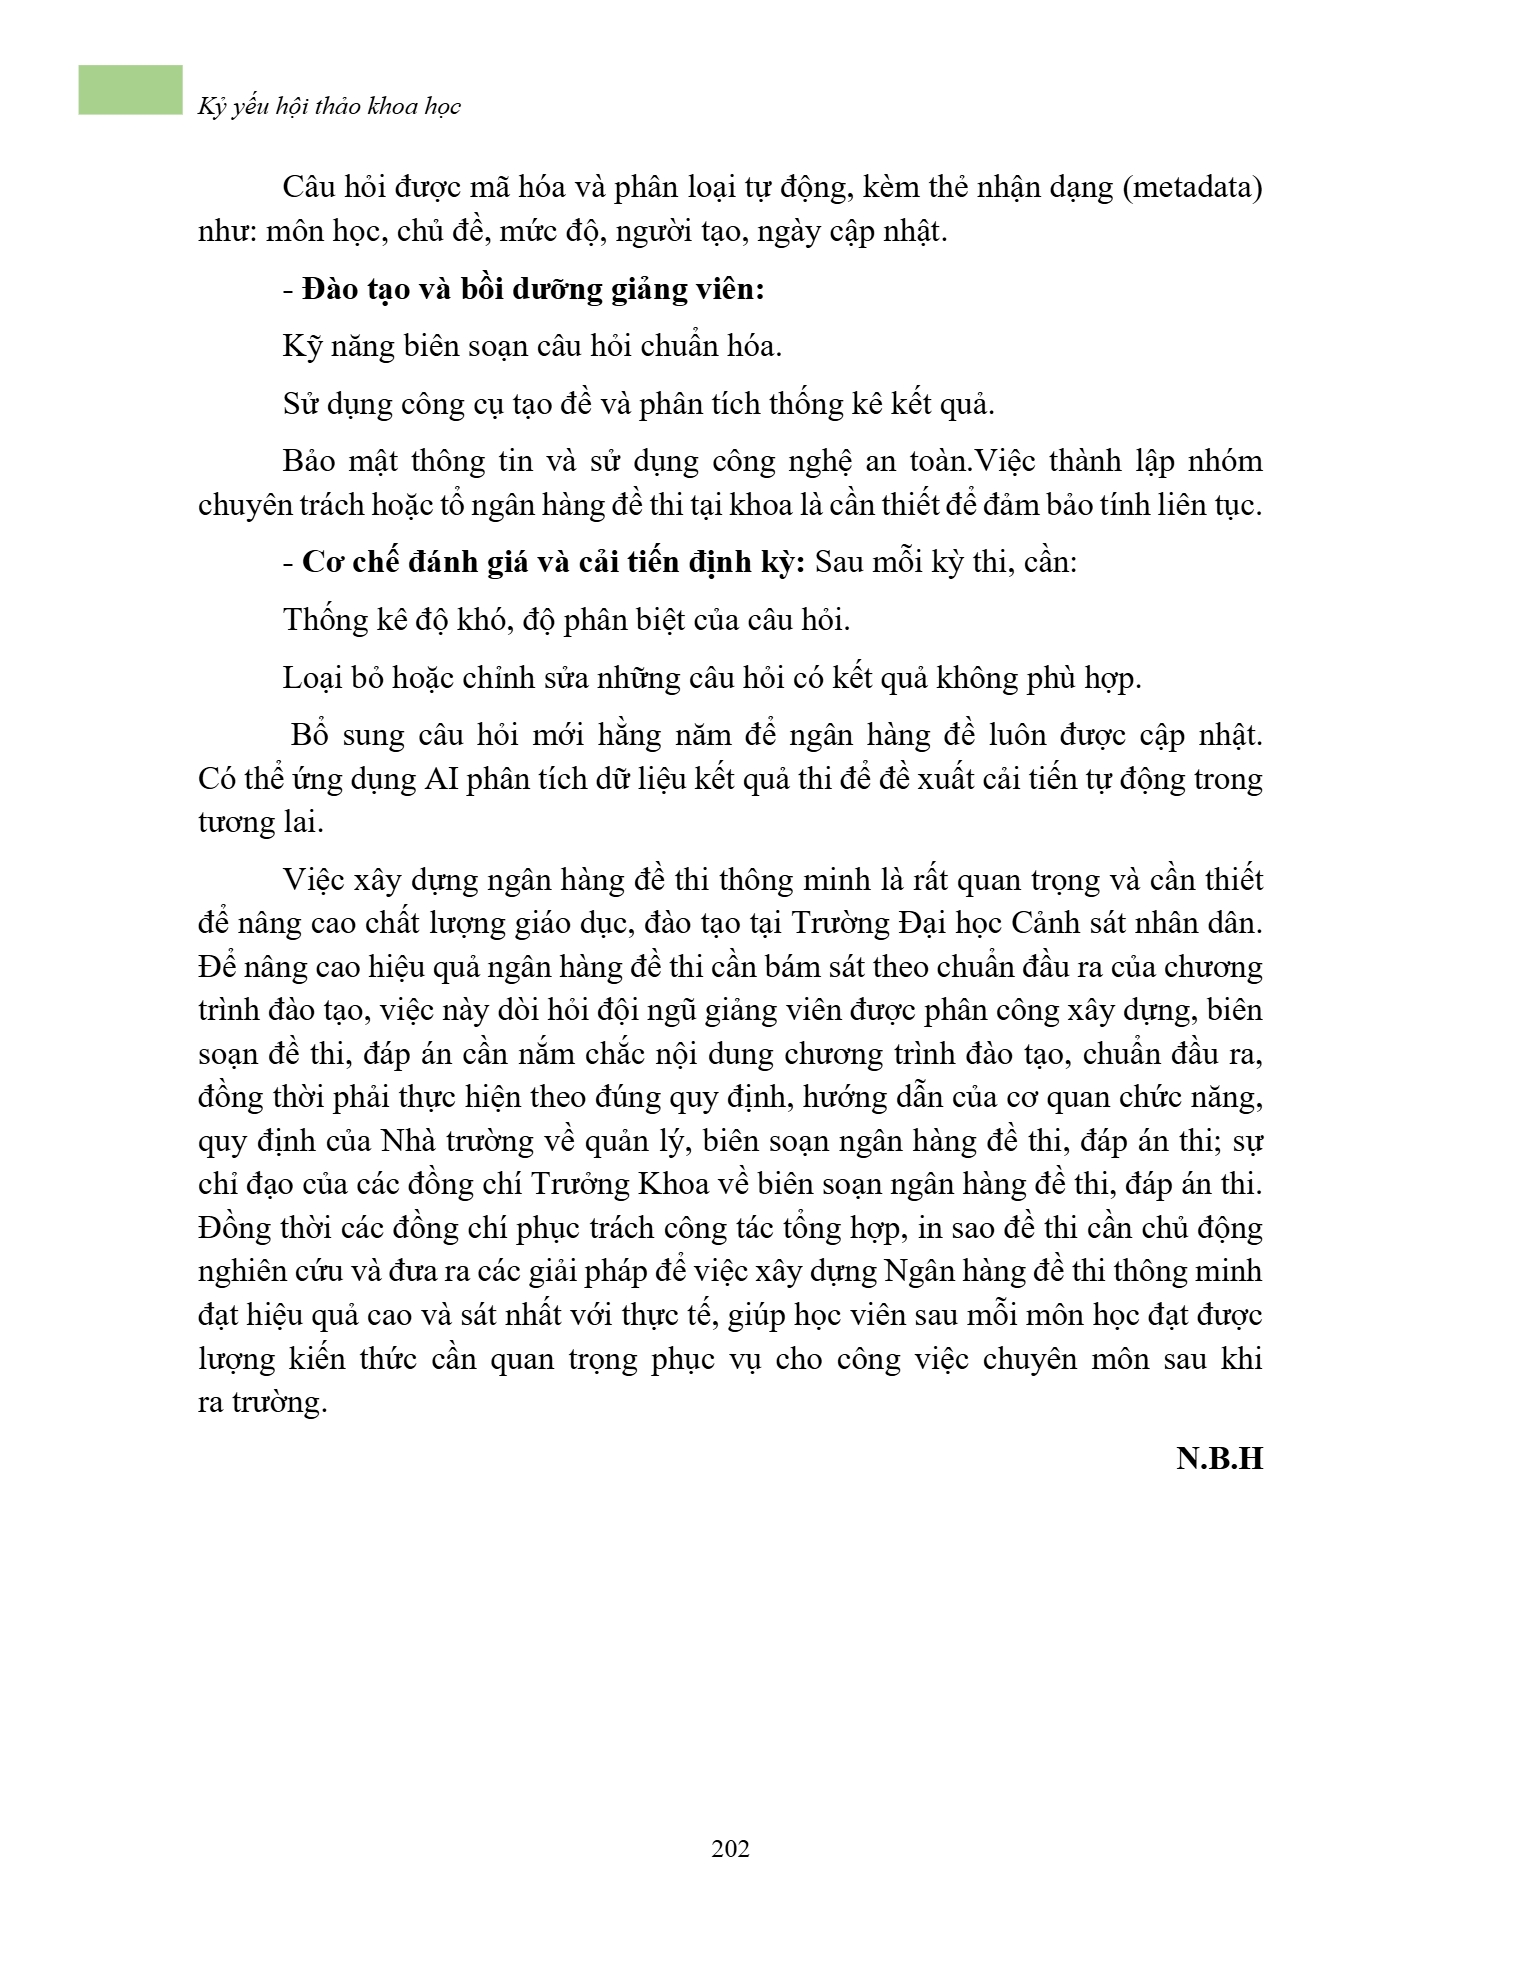 Kỷ yếu hội thảo khoa học
Câu hỏi được mã hóa và phân loại tự động, kèm thẻ nhận dạng (metadata)
như: môn học, chủ đề, mức độ, người tạo, ngày cập nhật.
- Đào tạo và bồi dưỡng giảng viên:
Kỹ năng biên soạn câu hỏi chuẩn hóa.
Sử dụng công cụ tạo đề và phân tích thống kê kết quả.
Bảo mật thông tin và sử dụng công nghệ an toàn.Việc thành lập nhóm
chuyên trách hoặc tổ ngân hàng đề thi tại khoa là cần thiết để đảm bảo tính liên tục.
- Cơ chế đánh giá và cải tiến định kỳ: Sau mỗi kỳ thi, cần:
Thống kê độ khó, độ phân biệt của câu hỏi.
Loại bỏ hoặc chỉnh sửa những câu hỏi có kết quả không phù hợp.
Bổ sung câu hỏi mới hằng năm để ngân hàng đề luôn được cập nhật.
Có thể ứng dụng AI phân tích dữ liệu kết quả thi để đề xuất cải tiến tự động trong
tương lai.
Việc xây dựng ngân hàng đề thi thông minh là rất quan trọng và cần thiết
để nâng cao chất lượng giáo dục, đào tạo tại Trường Đại học Cảnh sát nhân dân.
Để nâng cao hiệu quả ngân hàng đề thi cần bám sát theo chuẩn đầu ra của chương
trình đào tạo, việc này dòi hỏi đội ngũ giảng viên được phân công xây dựng, biên
soạn đề thi, đáp án cần nắm chắc nội dung chương trình đào tạo, chuẩn đầu ra,
đồng thời phải thực hiện theo đúng quy định, hướng dẫn của cơ quan chức năng,
quy định của Nhà trường về quản lý, biên soạn ngân hàng đề thi, đáp án thi; sự
chỉ đạo của các đồng chí Trưởng Khoa về biên soạn ngân hàng đề thi, đáp án thi.
Đồng thời các đồng chí phục trách công tác tổng hợp, in sao đề thi cần chủ động
nghiên cứu và đưa ra các giải pháp để việc xây dựng Ngân hàng đề thi thông minh
đạt hiệu quả cao và sát nhất với thực tế, giúp học viên sau mỗi môn học đạt được
lượng kiến thức cần quan trọng phục vụ cho công việc chuyên môn sau khi
ra trường.
N.B.H
202